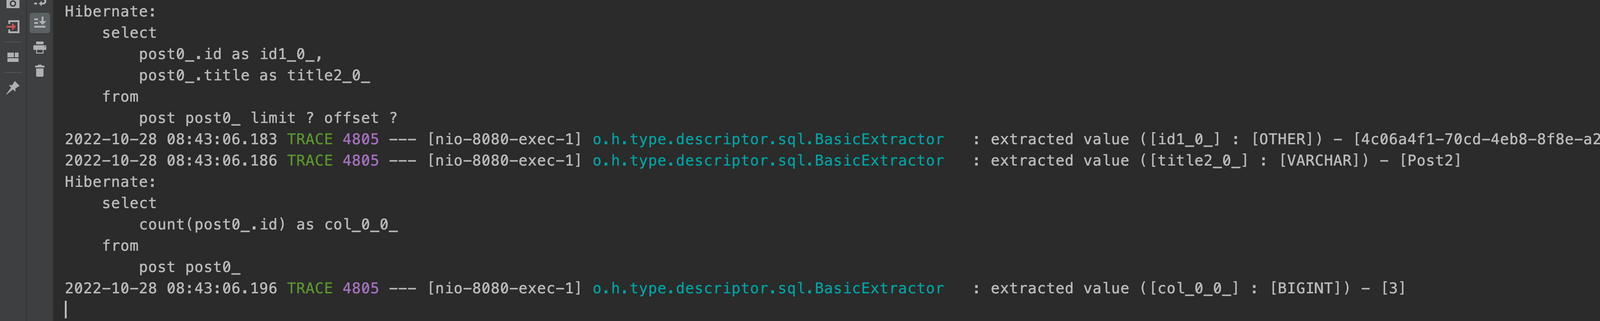 Hibernate:
    select
        post0_.id as id1_0_,
        post0_.title as title2_0_
    from
        post post0_ limit ? offset ?
2022-10-28 08:43:06.183 TRACE 4805 --- [nio-8080-exec-1] o.h.type.descriptor.sql.BasicExtractor   : extracted value ([id1_0_] : [OTHER]) - [4c06a4f1-70cd-4eb8-8f8e-a2
2022-10-28 08:43:06.186 TRACE 4805 --- [nio-8080-exec-1] o.h.type.descriptor.sql.BasicExtractor   : extracted value ([title2_0_] : [VARCHAR]) - [Post2]
Hibernate:
    select
        count(post0_.id) as col_0_0_
    from
        post post0_
2022-10-28 08:43:06.196 TRACE 4805 --- [nio-8080-exec-1] o.h.type.descriptor.sql.BasicExtractor   : extracted value ([col_0_0_] : [BIGINT]) - [3]